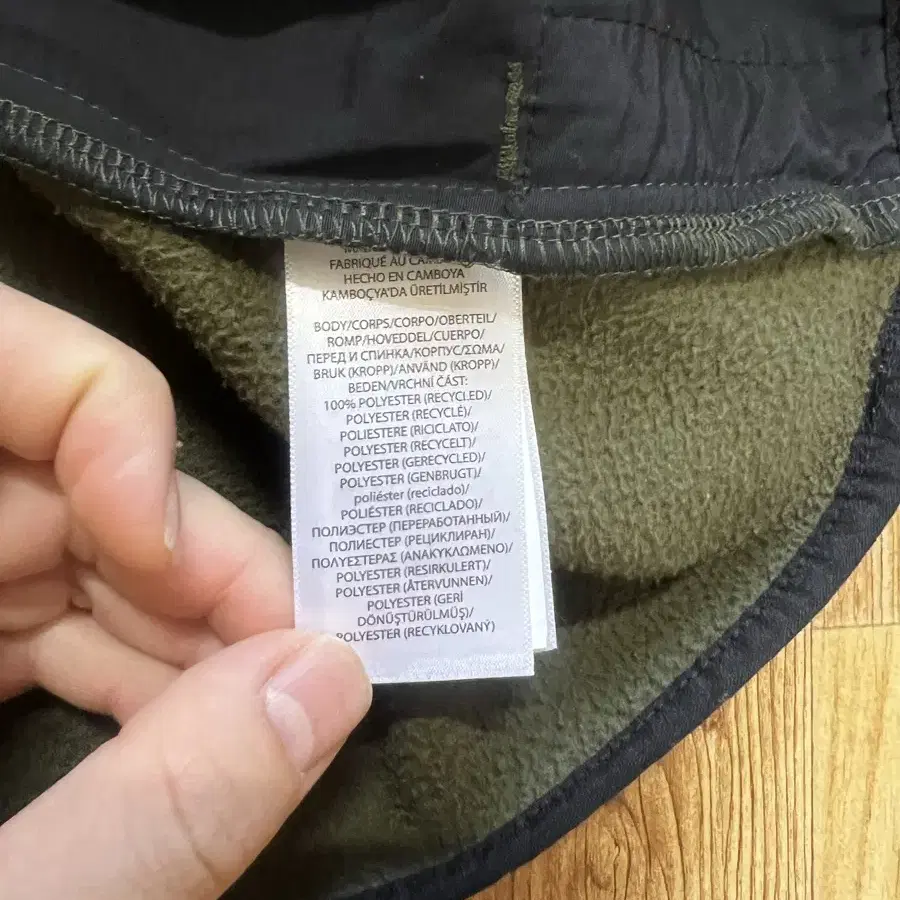 FABRIQUÉ AU
HECHO EN CAMBOYA
KAMBOÇYA'DA ÜRETİLMİŞTİR
BODY/CORPS/CORPO/OBERTEIL/
ROMP/HOVEDDEL/CUERPO/
ПЕРЕД И СПИНКА/КОРПУС/ΣΩΜΑ/
BRUK (KROPP)/ANVÄND (KROPP)/
BEDEN/VRCHNÍ ČÁST:
100% POLYESTER (RECYCLED)/
POLYESTER (RECYCLÉ)/
POLIESTERE (RICICLATO)/
POLYESTER (RECYCELT)/
POLYESTER (GERECYCLED)/
POLYESTER (GENBRUGT)/
poliéster (reciclado)/
POLIÉSTER (RECICLADO)/
ПОЛИЭСТЕР (ПЕРЕРАБОТАННЫЙ)/
ПОЛИЕСТЕР (РЕЦИКЛИРАН)/
ΠΟΛΥΕΣΤΕΡΑΣ (ΑΝΑΚΥΚΛΩΜΕΝΟ)/
POLYESTER (RESIRKULERT)/
POLYESTER (ÅTERVUNNEN)/
POLYESTER (GERİ
DÖNÜŞTÜRÜLMÜŞ)/
POLYESTER (RECYKLOVANÝ)